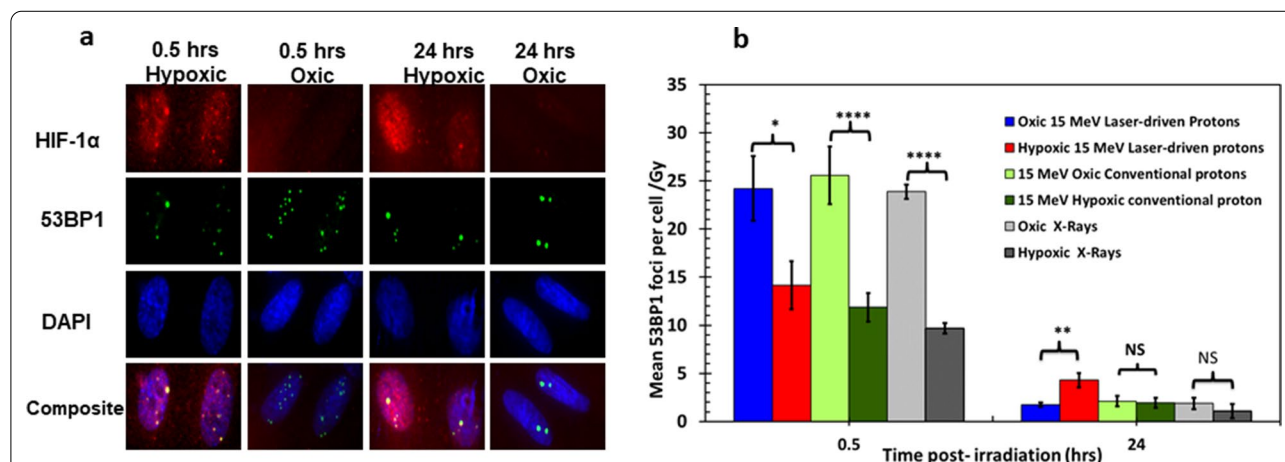 a
0.5 hrs Hypoxic
0.5 hrs Oxic
24 hrs Hypoxic
24 hrs Oxic
HIF-1α
53BP1
DAPI
Composite
b
Mean 53BP1 foci per cell /Gy
35
30
25
20
15
10
5
0
*
****
****
**
NS
NS
Oxic 15 MeV Laser-driven Protons
Hypoxic 15 MeV Laser-driven protons
15 MeV Oxic Conventional protons
15 MeV Hypoxic conventional proton
Oxic X-Rays
Hypoxic X-Rays
0.5
24
Time post- irradiation (hrs)